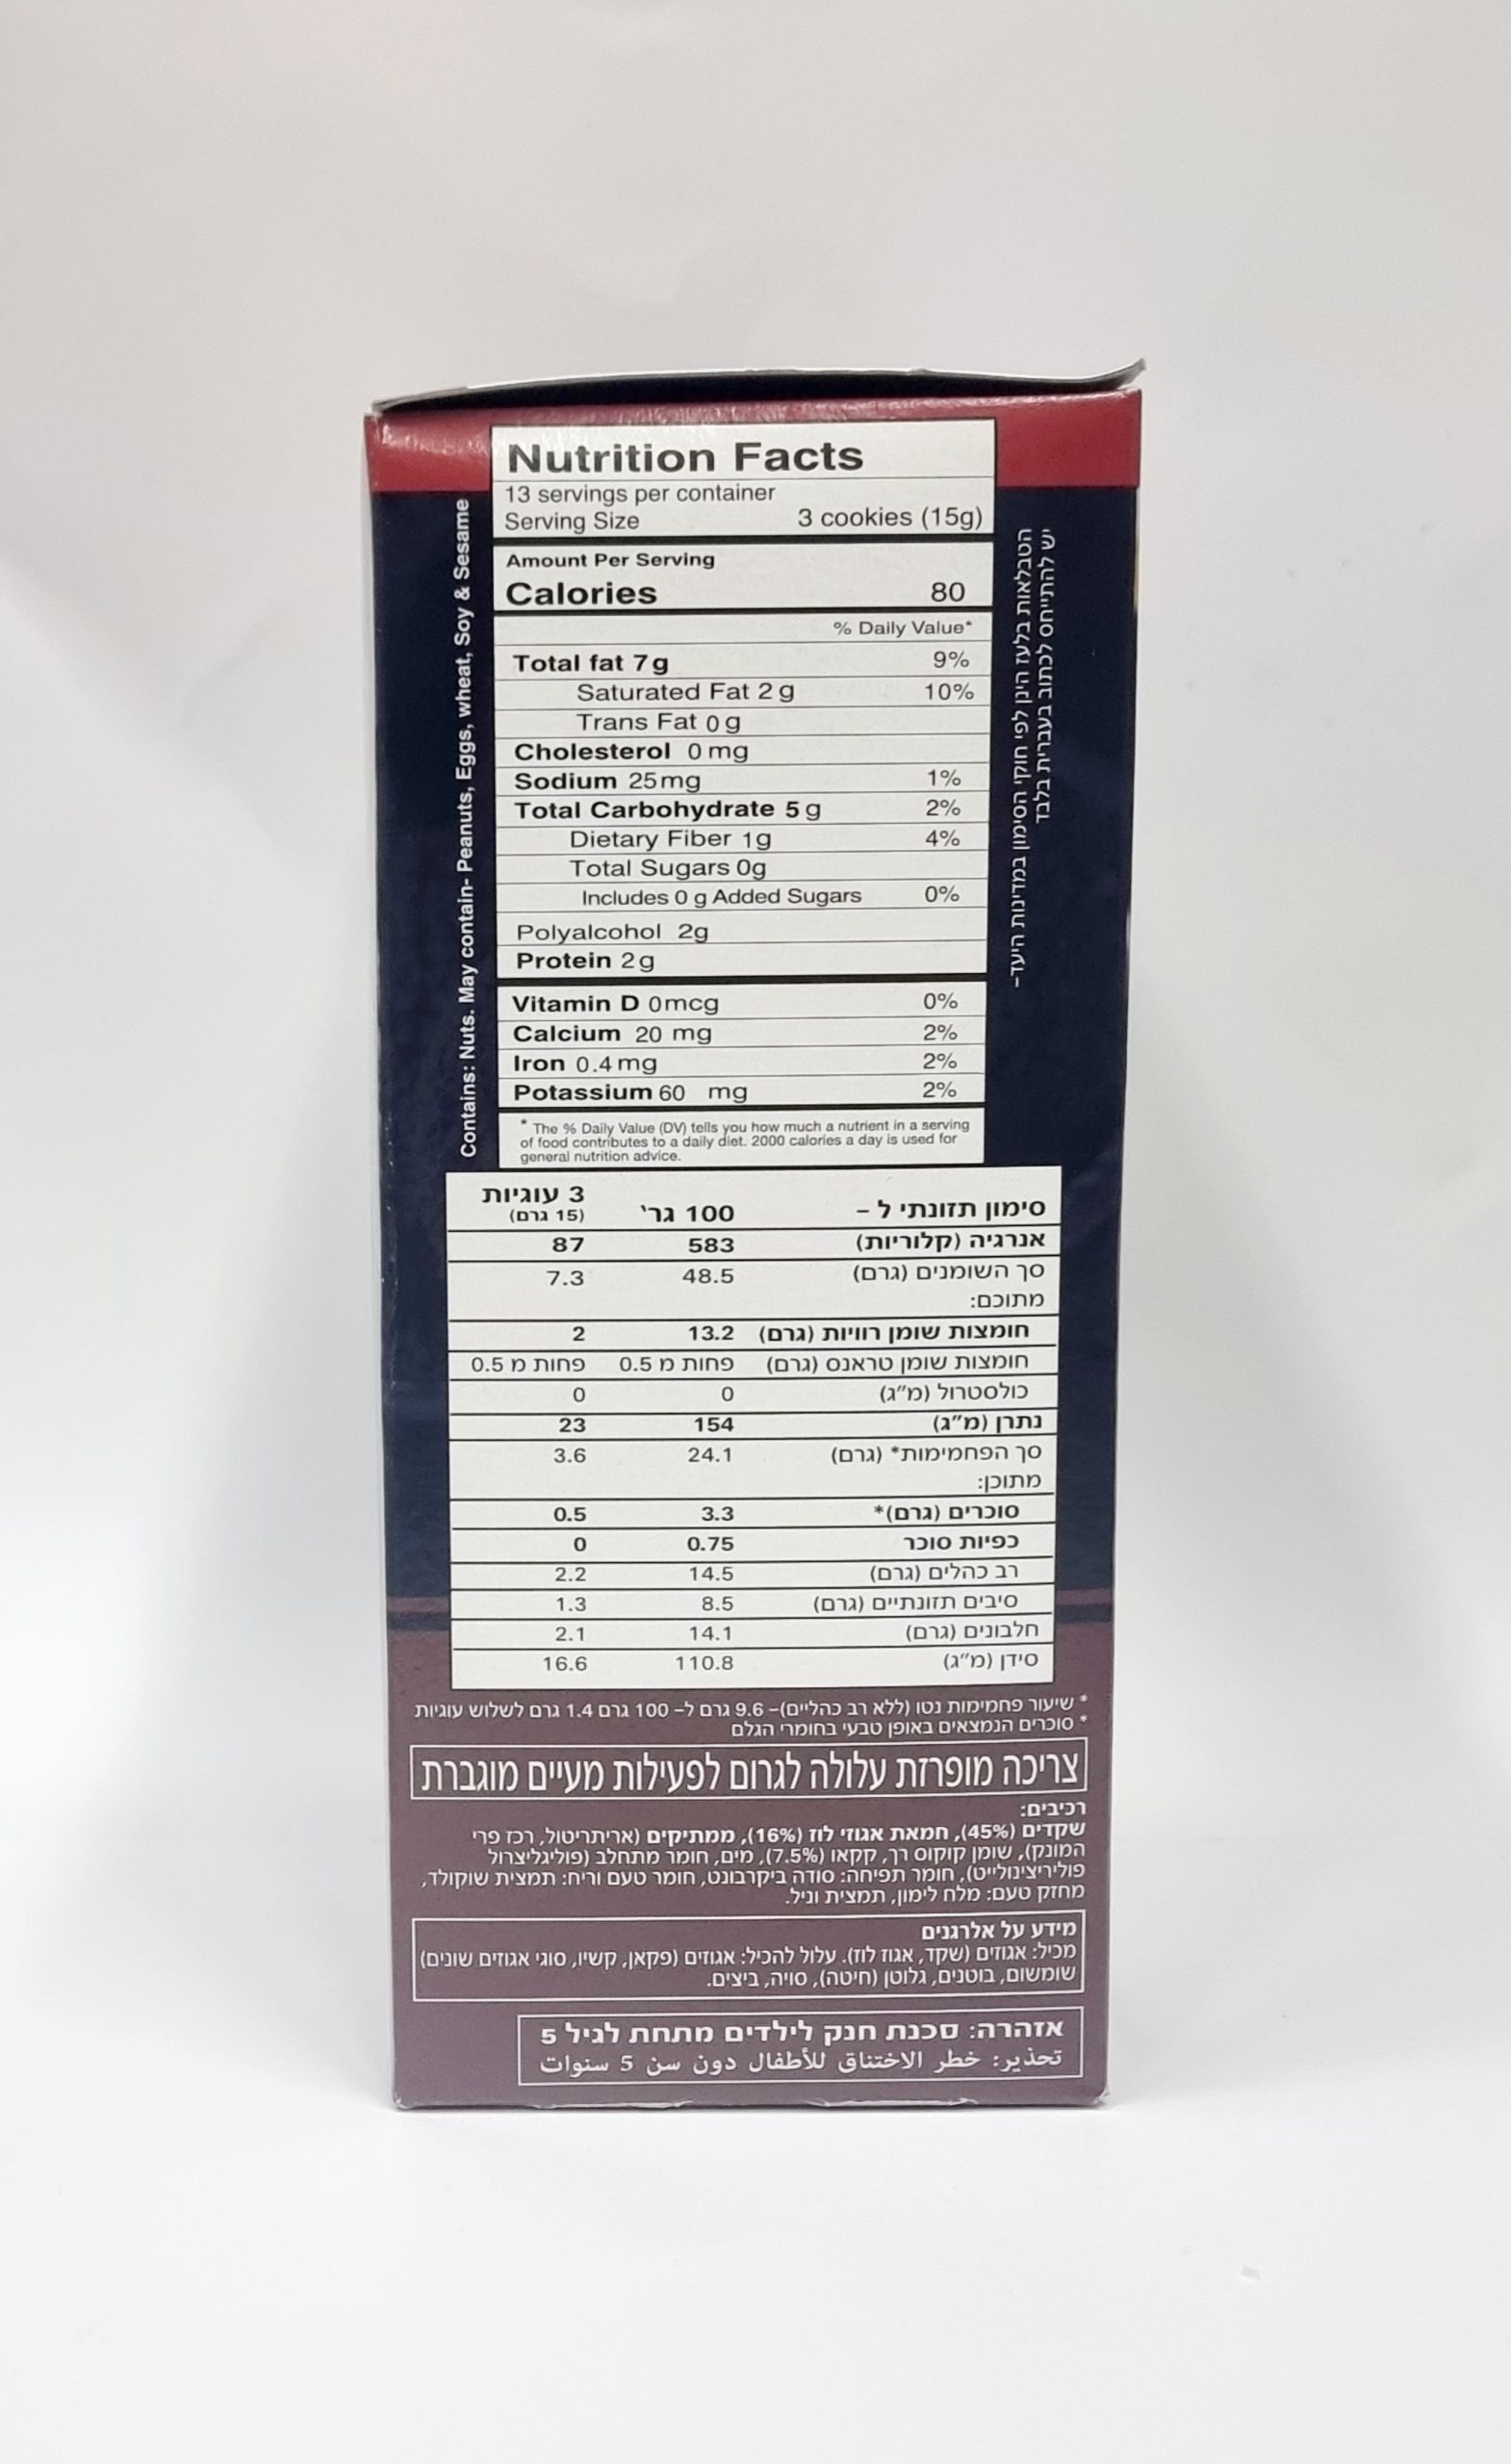 Nutrition Facts
13 servings per container
Serving Size 3 cookies (15g)
Amount Per Serving
Calories 80
% Daily Value*
Total fat 7g 9%
Saturated Fat 2 g 10%
Trans Fat 0 g
Cholesterol 0 mg
Sodium 25mg 1%
Total Carbohydrate 5 g 2%
Dietary Fiber 1g 4%
Total Sugars 0g
Includes 0 g Added Sugars 0%
Polyalcohol 2g
Protein 2g
Vitamin D 0mcg 0%
Calcium 20 mg 2%
Iron 0.4mg 2%
Potassium 60 mg 2%
* The % Daily Value (DV) tells you how much a nutrient in a serving
of food contributes to a daily diet. 2000 calories a day is used for
general nutrition advice.
Contains: Nuts. May contain- Peanuts, Eggs, wheat, Soy & Sesame
הטבלאות בלעז הינן לפי חוקי הסימון במדינות היעד-
יש להתייחס לכתוב בעברית בלבד
סימון תזונתי ל – 100 גר' 3 עוגיות
(15 גרם)
אנרגיה (קלוריות) 583 87
סך השומנים (גרם) 48.5 7.3
מתוכם:
חומצות שומן רוויות (גרם) 13.2 2
חומצות שומן טראנס (גרם) פחות מ 0.5 פחות מ 0.5
כולסטרול (מ"ג) 0 0
נתרן (מ"ג) 154 23
סך הפחמימות* (גרם) 24.1 3.6
מתוכן:
סוכרים (גרם)* 3.3 0.5
כפיות סוכר 0.75 0
רב כהלים (גרם) 14.5 2.2
סיבים תזונתיים (גרם) 8.5 1.3
חלבונים (גרם) 14.1 2.1
סידן (מ"ג) 110.8 16.6
* שיעור פחמימות נטו (ללא רב כהליים)- 9.6 גרם ל- 100 גרם 1.4 גרם לשלוש עוגיות
* סוכרים הנמצאים באופן טבעי בחומרי הגלם
צריכה מופרזת עלולה לגרום לפעילות מעיים מוגברת
רכיבים:
שקדים (45%), חמאת אגוזי לוז (16%), ממתיקים (אריתריטול, רכז פרי
המונק), שומן קוקוס רך, קקאו (7.5%), מים, חומר מתחלב (פוליגליצרול
פוליריצינולייט), חומר תפיחה: סודה ביקרבונט, חומר טעם וריח: תמצית שוקולד,
מחזק טעם: מלח לימון, תמצית וניל.
מידע על אלרגנים
מכיל: אגוזים (שקד, אגוז לוז). עלול להכיל: אגוזים (פקאן, קשיו, סוגי אגוזים שונים)
שומשום, בוטנים, גלוטן (חיטה), סויה, ביצים.
אזהרה: סכנת חנק לילדים מתחת לגיל 5
تحذير: خطر الاختناق للأطفال دون سن 5 سنوات